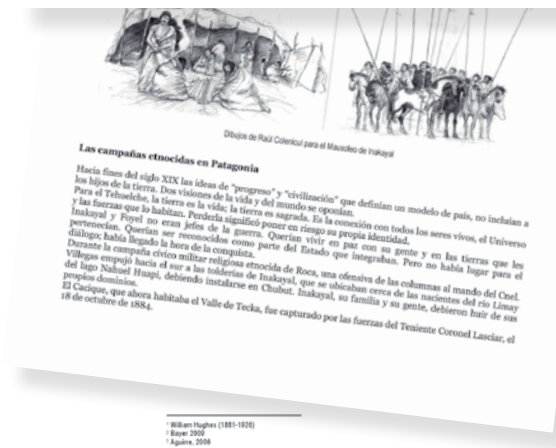 Dibujos de Raúl Colenicul para el Mausoleo de Inakayal
Las campañas etnocidas en Patagonia
Hacia fines del siglo XIX las ideas de "progreso" y "civilización" que definían un modelo de país, no incluían a
los hijos de la tierra. Dos visiones de la vida y del mundo se oponían.
Para el Tehuelche, la tierra es la vida; la tierra es sagrada. Es la conexión con todos los seres vivos, el Universo
y las fuerzas que lo habitan. Perderla significó poner en riesgo su propia identidad.
Inakayal y Foyel no eran jefes de la guerra. Querían vivir en paz con su gente y en las tierras que les
pertenecían. Querían ser reconocidos como parte del Estado que integraban. Pero no había lugar para el
diálogo; había llegado la hora de la conquista.
Durante la campaña cívico militar religiosa etnocida de Roca, una ofensiva de las columnas al mando del Cnel.
Villegas empujó hacia el sur a las tolderías de Inakayal, que se ubicaban cerca de las nacientes del río Limay
del lago Nahuel Huapi, debiendo instalarse en Chubut. Inakayal, su familia y su gente, debieron huir de sus
propios dominios.
El Cacique, que ahora habitaba el Valle de Tecka, fue capturado por las fuerzas del Teniente Coronel Lasciar, el
18 de octubre de 1884.
¹ William Hughes (1881-1926)
² Bayer 2009
³ Aguirre, 2006